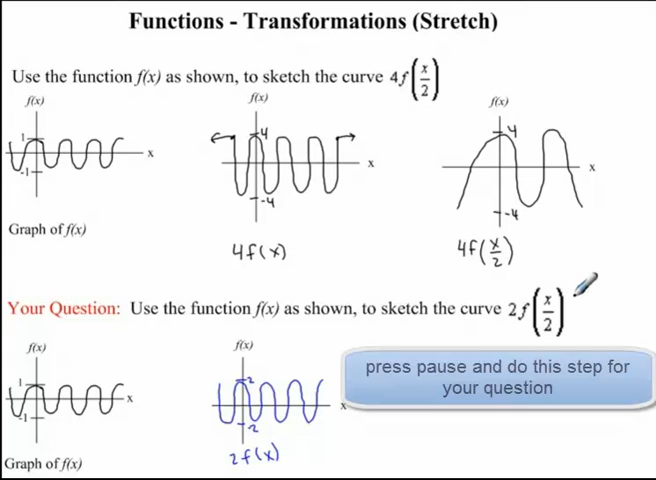 Functions - Transformations (Stretch)
Use the function f(x) as shown, to sketch the curve 4f(x/2)
f(x)
1
-1
x
Graph of f(x)
f(x)
4
-4
x
4f(x)
f(x)
4
-4
x
4f(x/2)
Your Question: Use the function f(x) as shown, to sketch the curve 2f(x/2)
f(x)
1
-1
x
Graph of f(x)
f(x)
2
-2
x
2f(x)
press pause and do this step for
your question